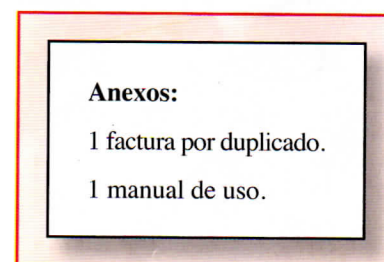 Anexos:
1 factura por duplicado.
1 manual de uso.